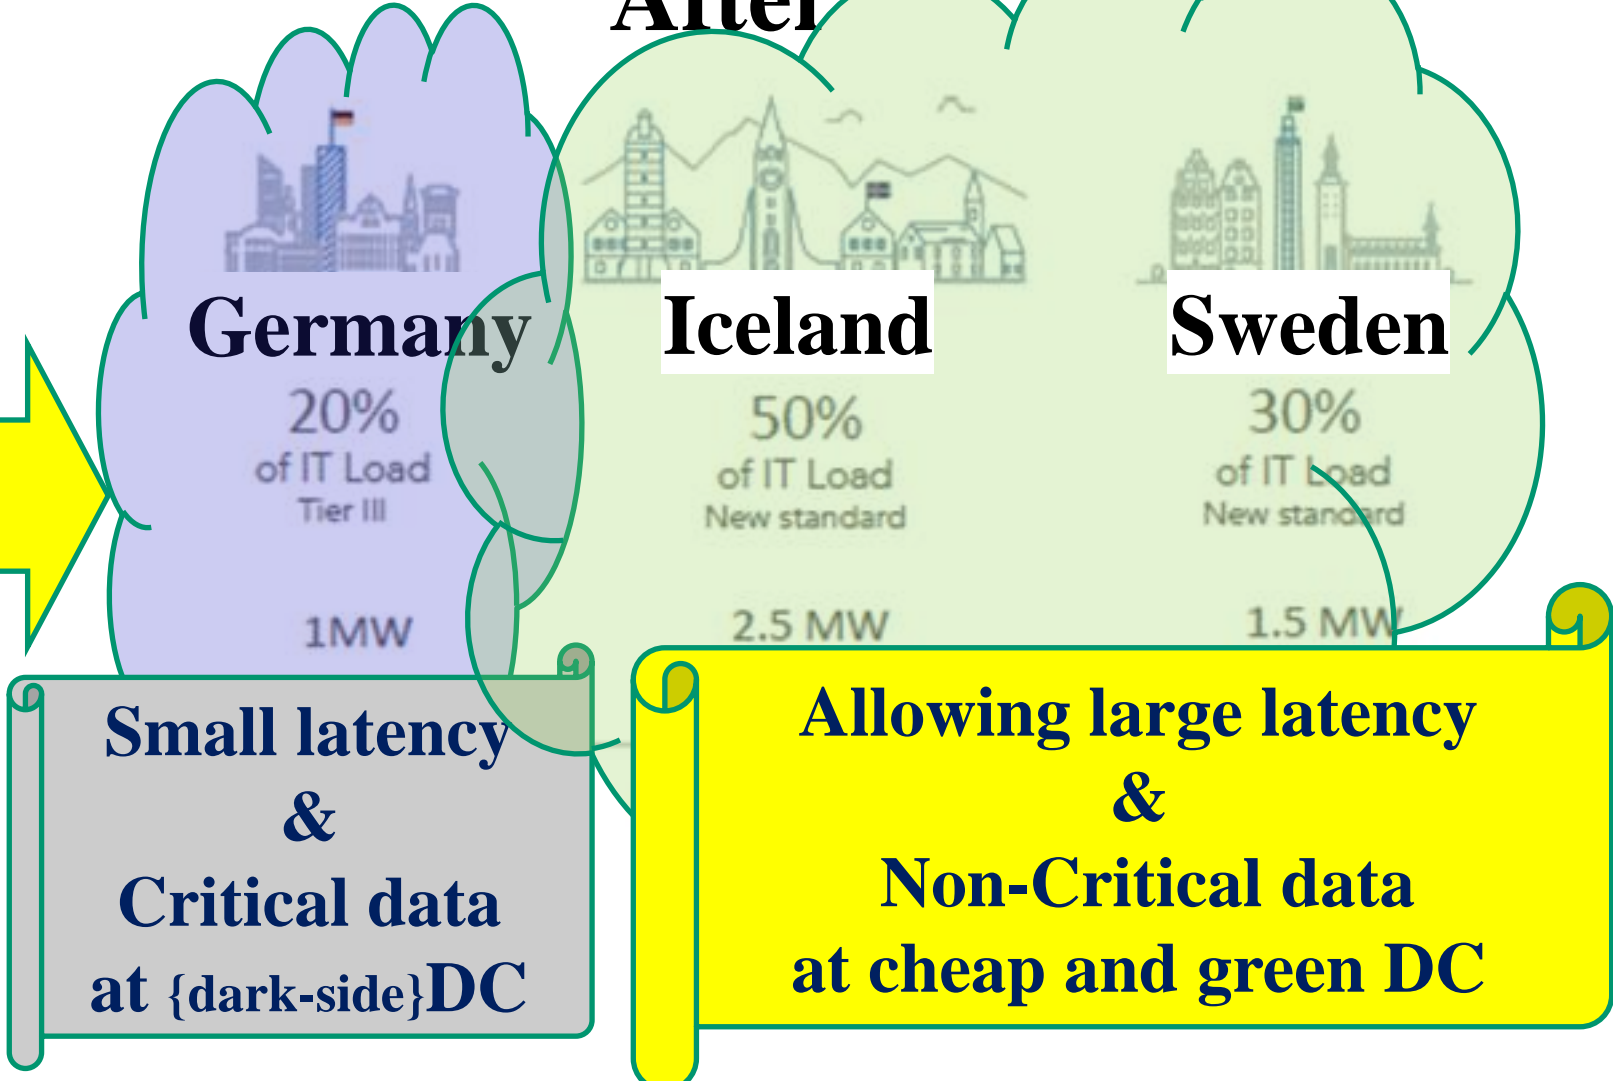 After
Germany
20%
of IT Load
Tier III
1MW
Iceland
50%
of IT Load
New standard
2.5 MW
Sweden
30%
of IT Load
New standard
1.5 MW
Small latency
&
Critical data
at {dark-side}DC
Allowing large latency
&
Non-Critical data
at cheap and green DC